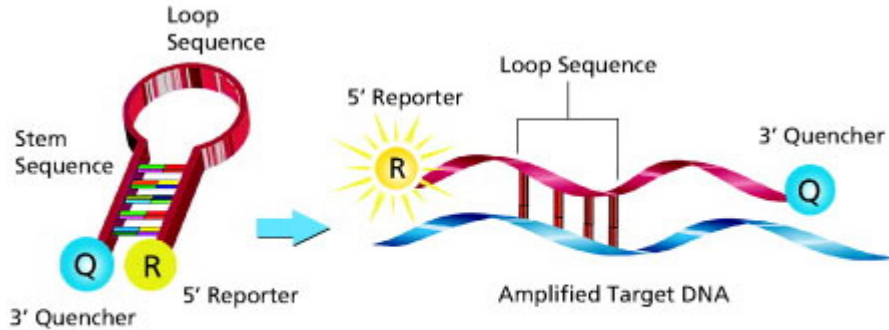 Loop
Sequence
Stem
Sequence
Q
R
3’ Quencher
5’ Reporter
Loop Sequence
5’ Reporter
R
3’ Quencher
Q
Amplified Target DNA